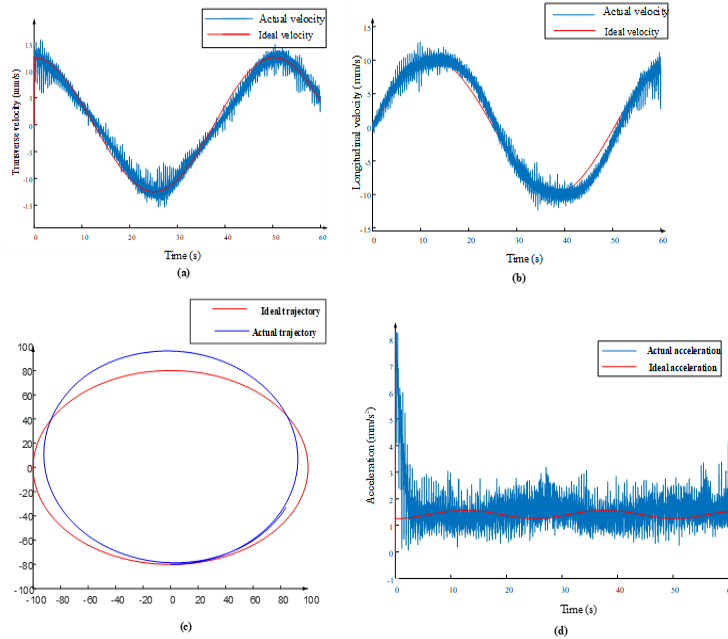 Actual velocity
Ideal velocity
Transverse velocity (mm/s)
15
10
5
0
-5
-10
-15
0 10 20 30 40 50 60
Time (s)
(a)
Actual velocity
Ideal velocity
Longitudinal velocity (mm/s)
15
10
5
0
-5
-10
-15
0 10 20 30 40 50 60
Time (s)
(b)
Ideal trajectory
Actual trajectory
100
80
60
40
20
0
-20
-40
-60
-80
-100
-100 -80 -60 -40 -20 0 20 40 60 80 100
(c)
Actual acceleration
Ideal acceleration
Acceleration (mm/s²)
8
7
6
5
4
3
2
1
0
-1
0 10 20 30 40 50 60
Time (s)
(d)